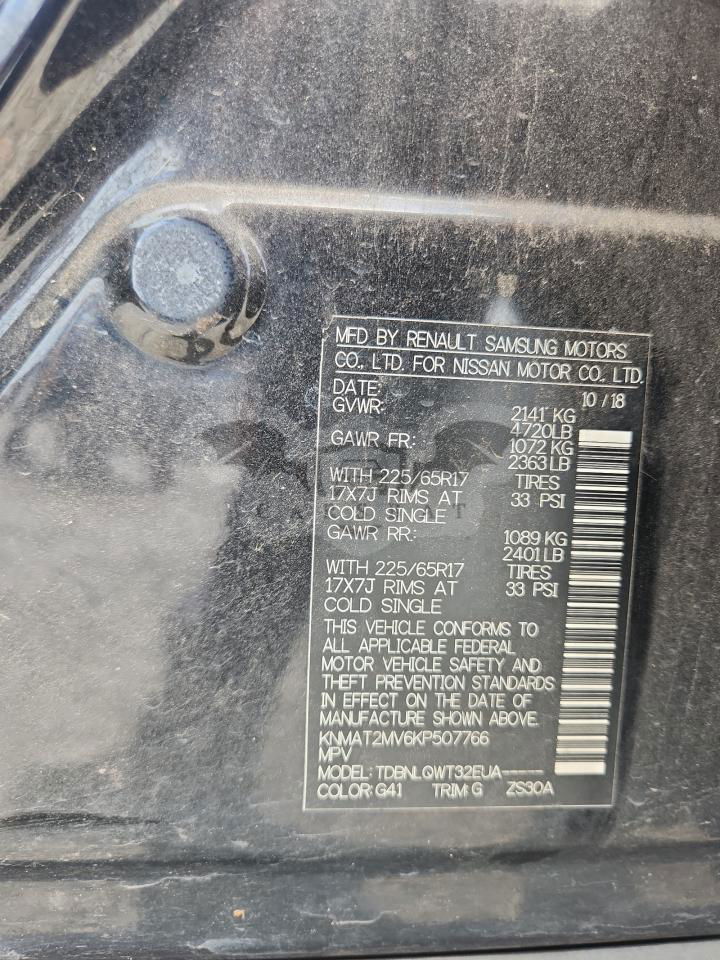 MFD BY RENAULT SAMSUNG MOTORS
CO., LTD. FOR NISSAN MOTOR CO., LTD.
DATE: 10 / 18
GVWR: 2141 KG
4720LB
GAWR FR: 1072 KG
2363LB
WITH 225/65R17 TIRES
17X7J RIMS AT 33 PSI
COLD SINGLE
GAWR RR: 1089 KG
2401LB
WITH 225/65R17 TIRES
17X7J RIMS AT 33 PSI
COLD SINGLE
THIS VEHICLE CONFORMS TO
ALL APPLICABLE FEDERAL
MOTOR VEHICLE SAFETY AND
THEFT PREVENTION STANDARDS
IN EFFECT ON THE DATE OF
MANUFACTURE SHOWN ABOVE.
KNMAT2MV6KP507766
MPV
MODEL: TDBNLQWT32EUA-----
COLOR: G41 TRIM: G ZS30A